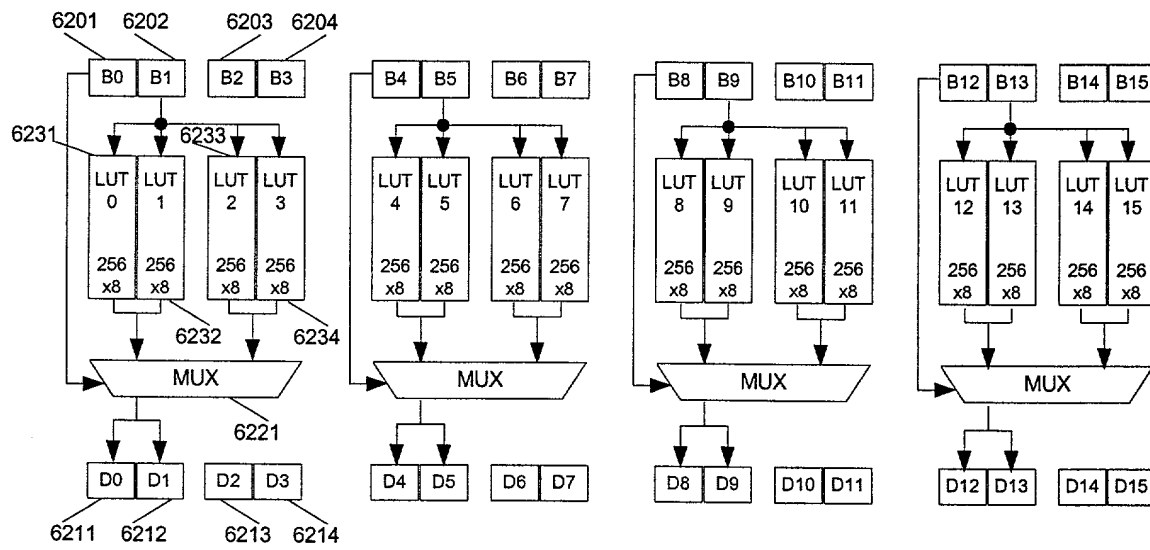 6201 6202 6203 6204
B0 B1 B2 B3 B4 B5 B6 B7 B8 B9 B10 B11 B12 B13 B14 B15
6231 6233
LUT LUT LUT LUT LUT LUT LUT LUT LUT LUT LUT LUT LUT LUT LUT LUT
0 1 2 3 4 5 6 7 8 9 10 11 12 13 14 15
256 256 256 256 256 256 256 256 256 256 256 256 256 256 256 256
x8 x8 x8 x8 x8 x8 x8 x8 x8 x8 x8 x8 x8 x8 x8 x8
6232 6234
MUX MUX MUX MUX
6221
D0 D1 D2 D3 D4 D5 D6 D7 D8 D9 D10 D11 D12 D13 D14 D15
6211 6212 6213 6214